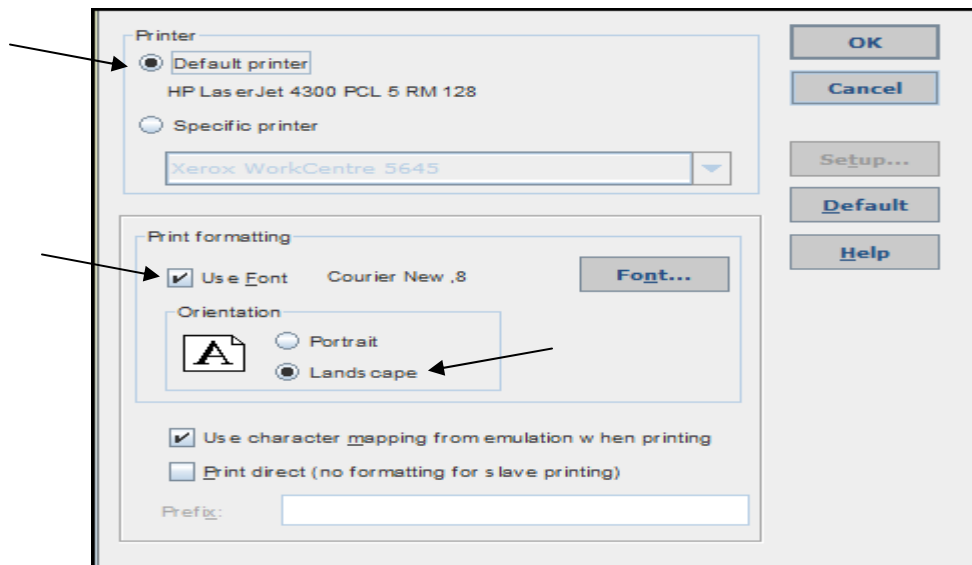 Printer
Default printer
HP LaserJet 4300 PCL 5 RM 128
Specific printer
Xerox WorkCentre 5645
OK
Cancel
Setup...
Default
Help
Print formatting
Use Font Courier New ,8 Font...
Orientation
A
Portrait
Landscape
Use character mapping from emulation when printing
Print direct (no formatting for slave printing)
Prefix: